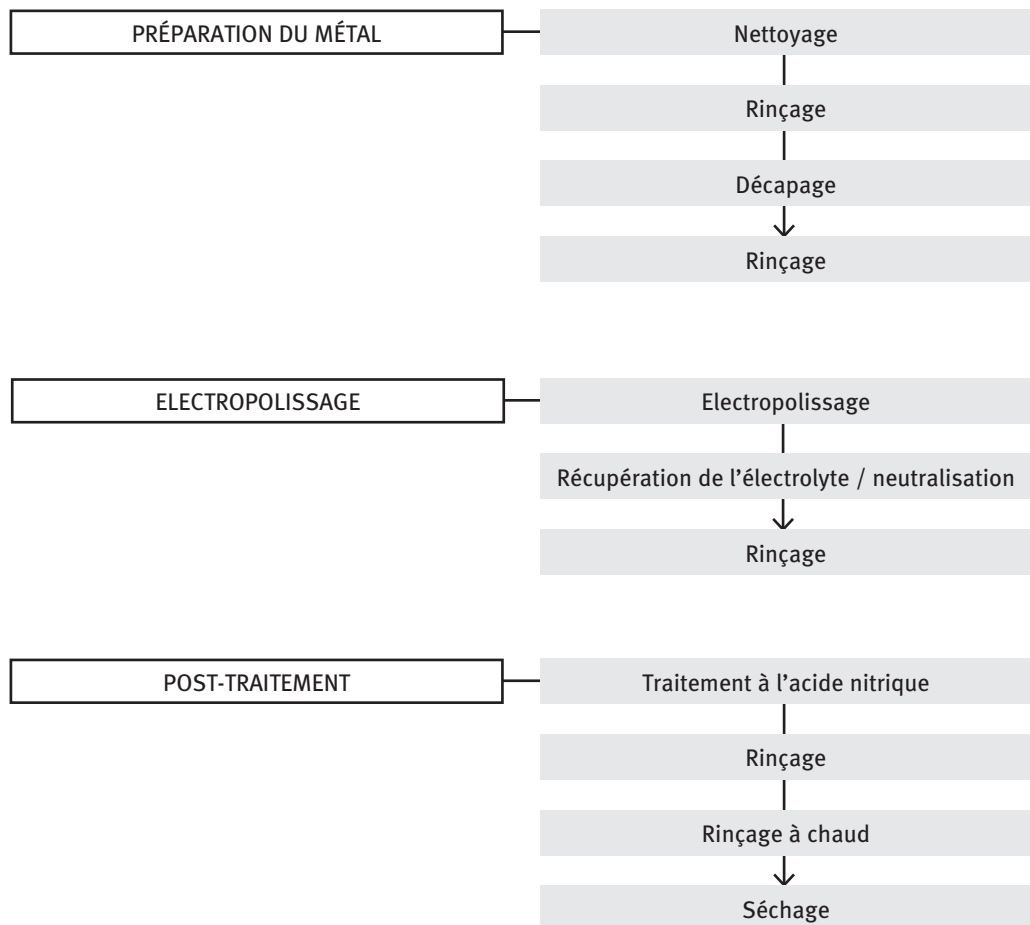 PRÉPARATION DU MÉTAL
Nettoyage
Rinçage
Décapage
Rinçage
ELECTROPOLISSAGE
Electropolissage
Récupération de l’électrolyte / neutralisation
Rinçage
POST-TRAITEMENT
Traitement à l’acide nitrique
Rinçage
Rinçage à chaud
Séchage